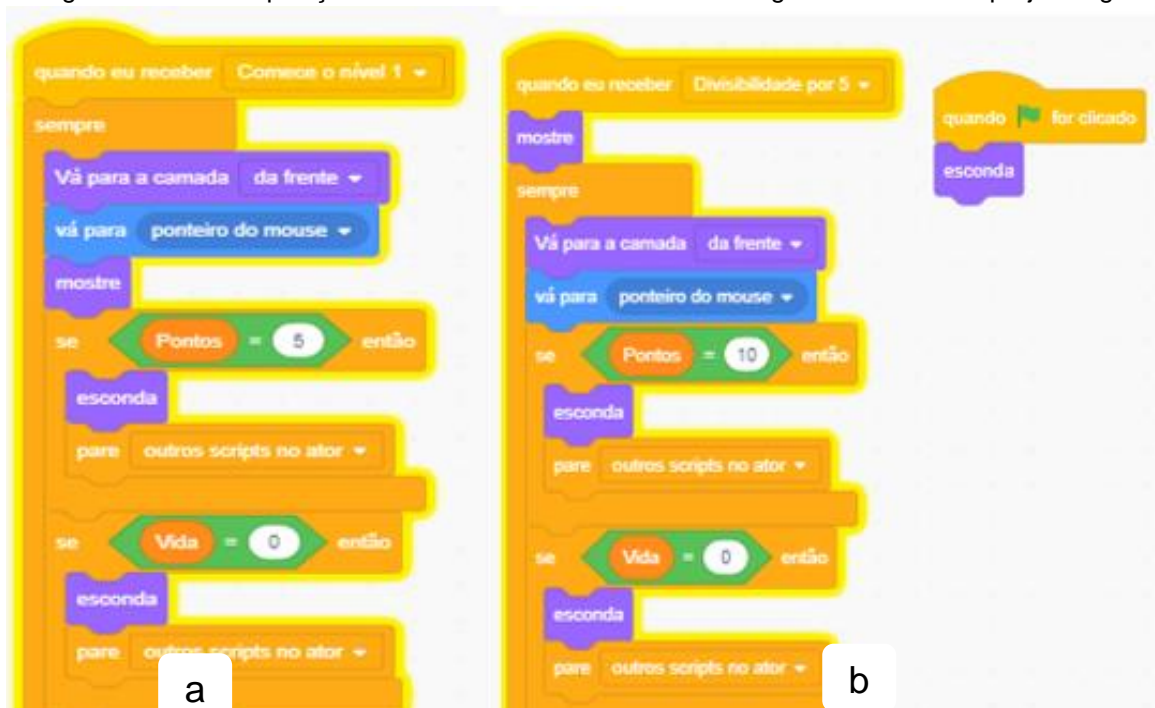 quando eu receber Comece o nível 1
sempre
Vá para a camada da frente
vá para ponteiro do mouse
mostre
se Pontos = 5 então
esconda
pare outros scripts no ator
se Vida = 0 então
esconda
pare outros scripts no ator
a
quando eu receber Divisibilidade por 5
mostre
sempre
Vá para a camada da frente
vá para ponteiro do mouse
se Pontos = 10 então
esconda
pare outros scripts no ator
se Vida = 0 então
esconda
pare outros scripts no ator
b
quando for clicado
esconda